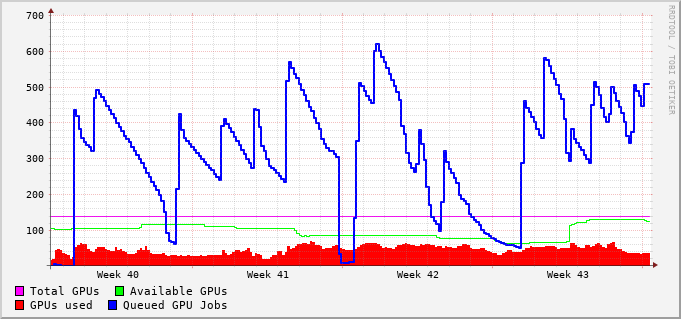 700
600
500
400
300
200
100
Week 40 Week 41 Week 42 Week 43
Total GPUs Available GPUs
GPUs used Queued GPU Jobs
RRDTOOL / TOBI OETIKER